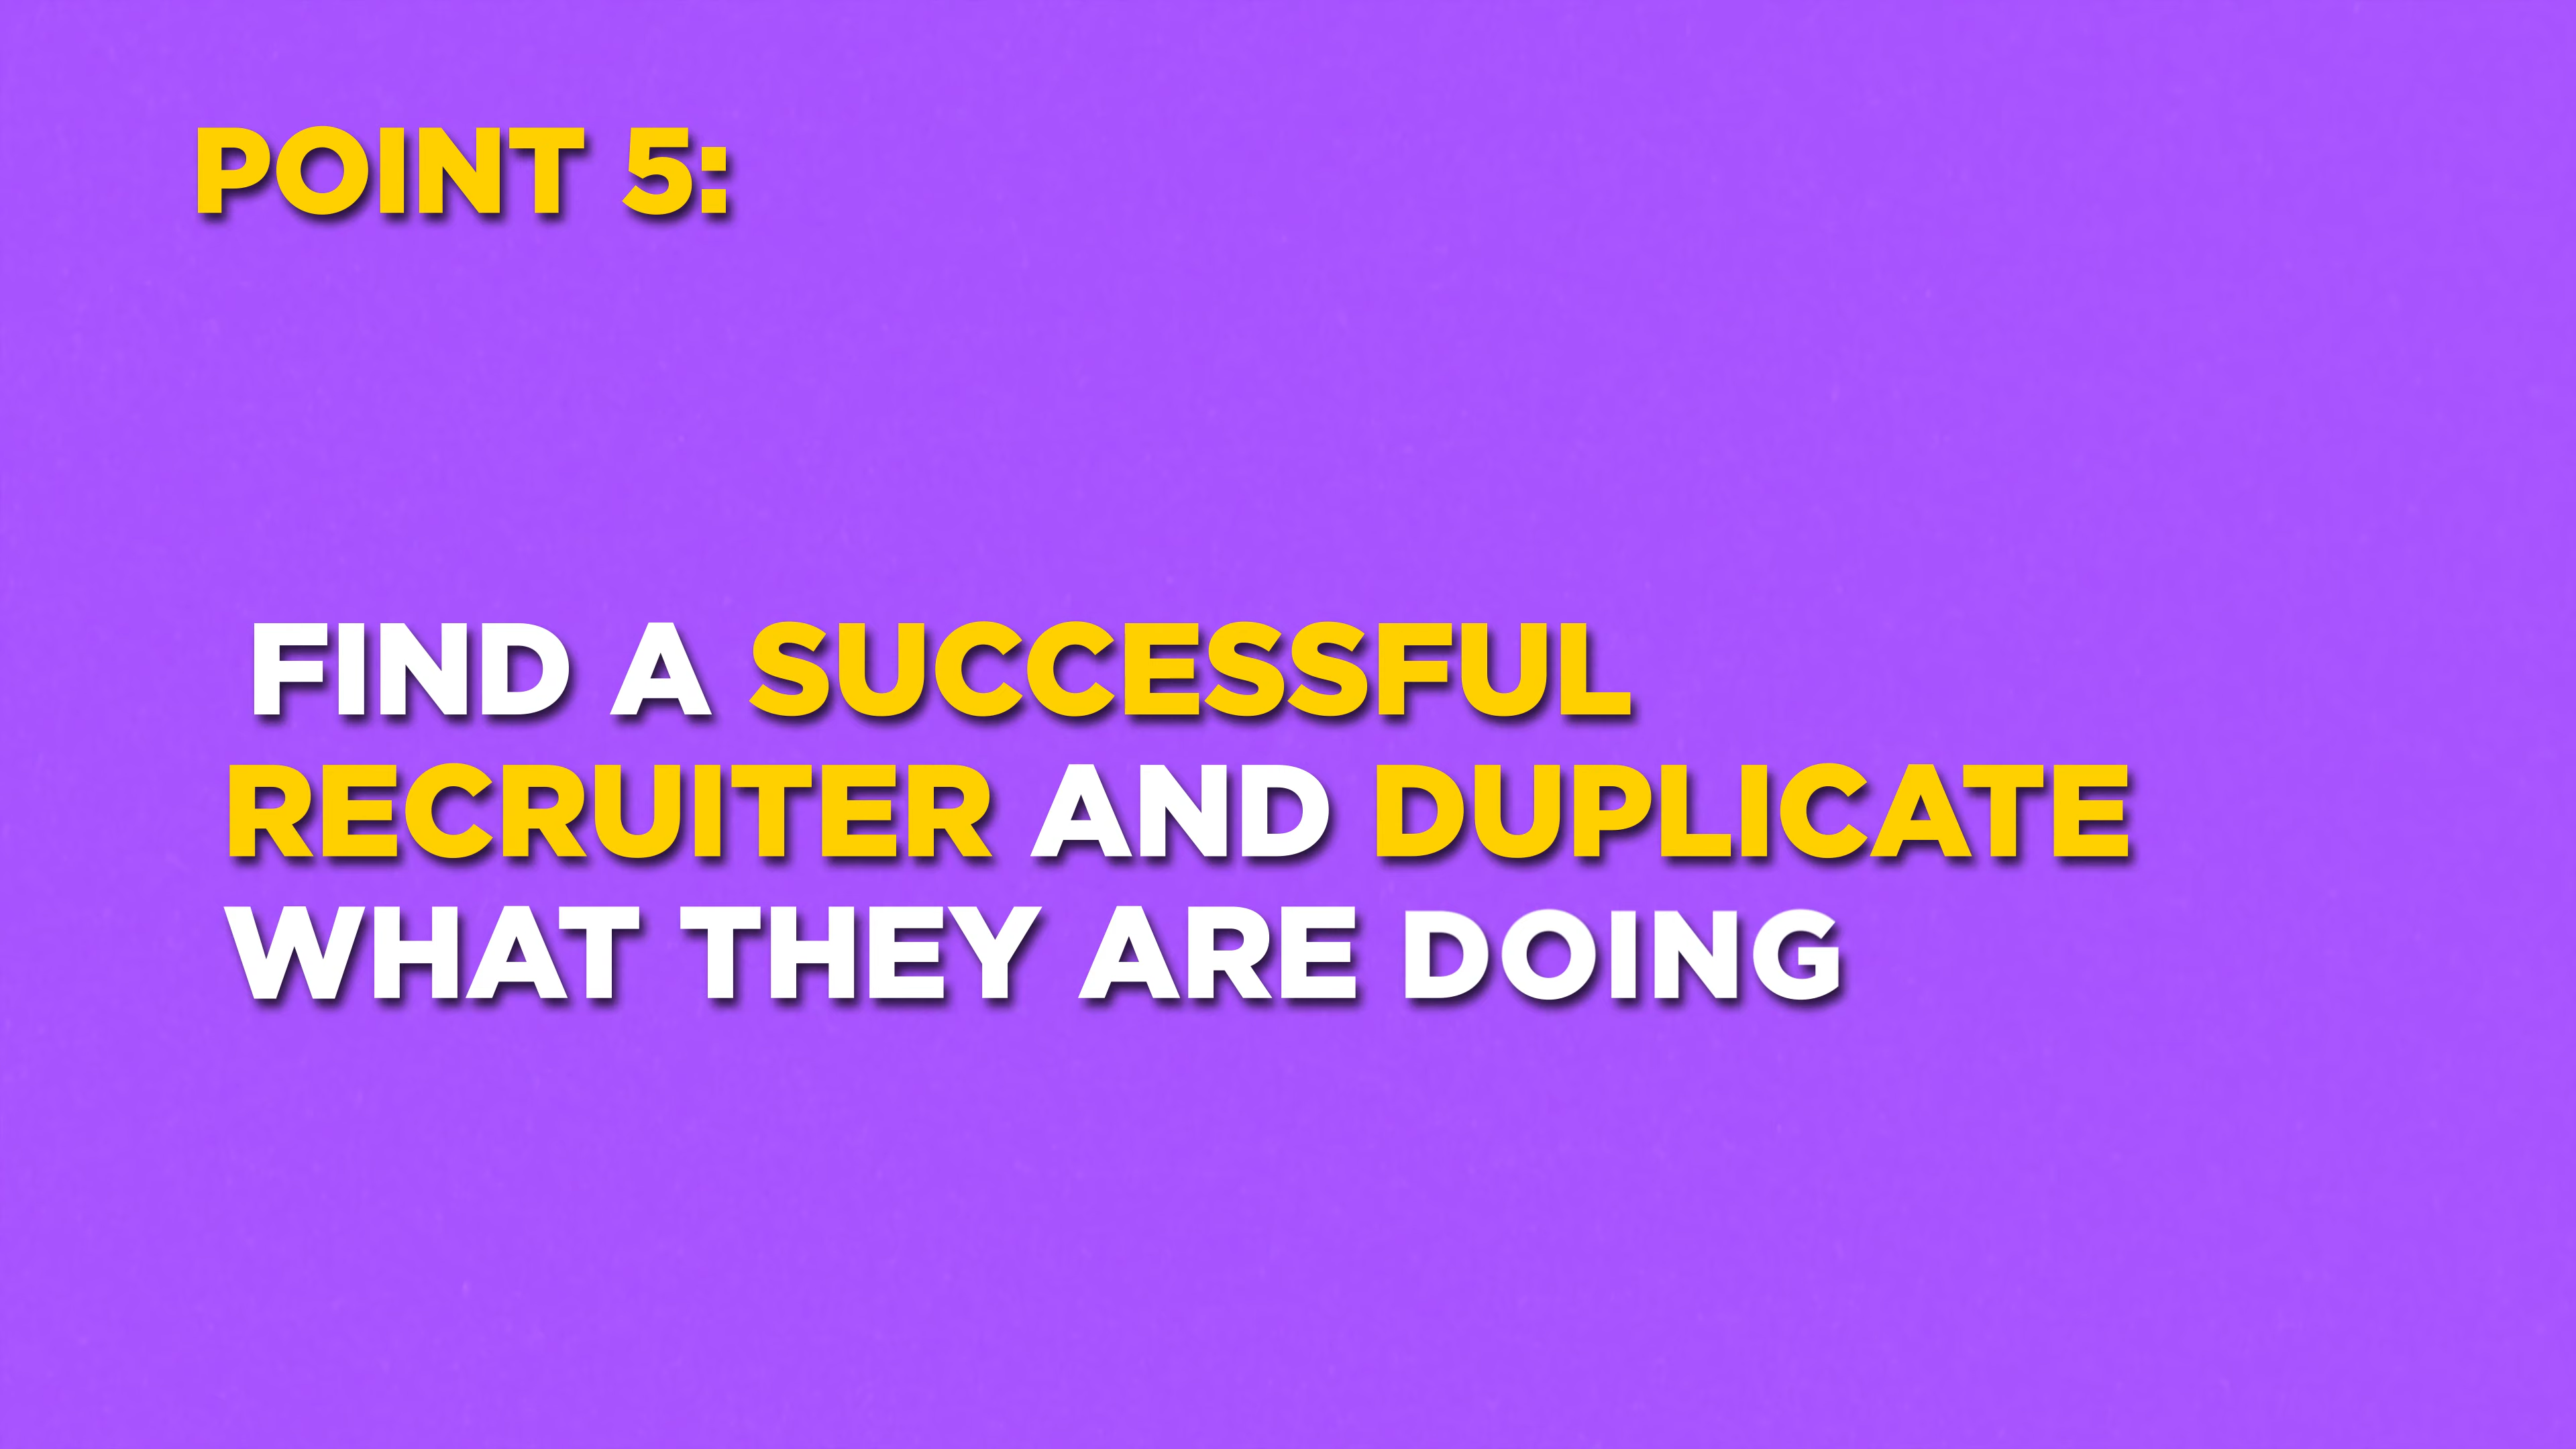 POINT 5:
FIND A SUCCESSFUL
RECRUITER AND DUPLICATE
WHAT THEY ARE DOING